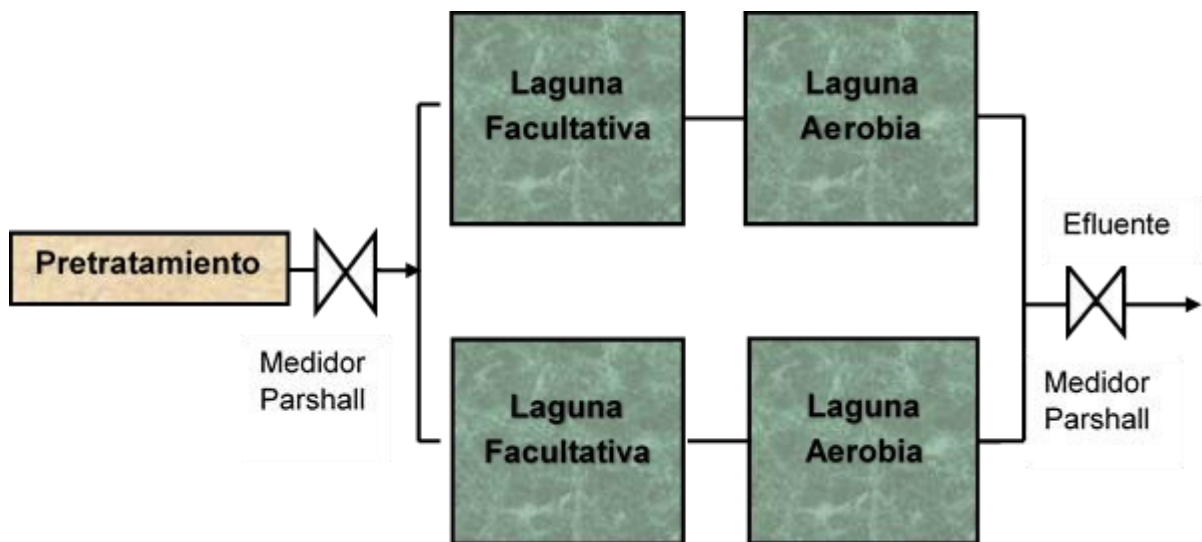 Laguna
Facultativa
Laguna
Aerobia
Pretratamiento
Medidor
Parshall
Efluente
Medidor
Parshall
Laguna
Facultativa
Laguna
Aerobia